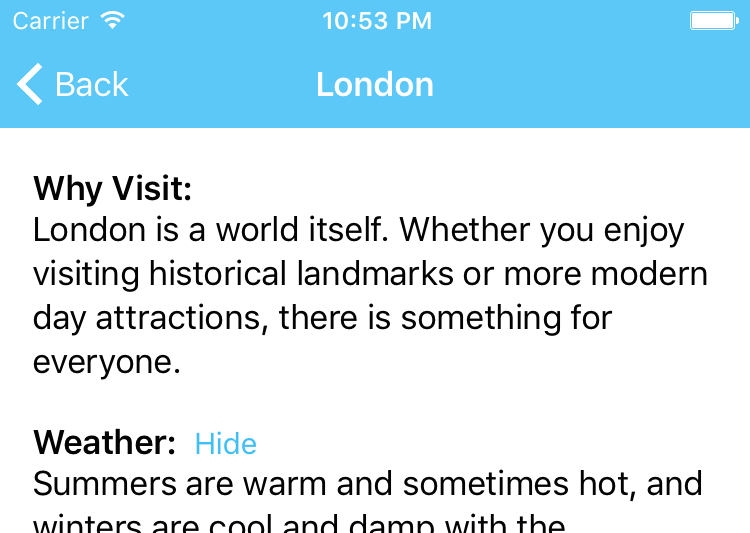 Carrier 10:53 PM
Back London
Why Visit:
London is a world itself. Whether you enjoy
visiting historical landmarks or more modern
day attractions, there is something for
everyone.
Weather: Hide
Summers are warm and sometimes hot, and
winters are cool and damp with the